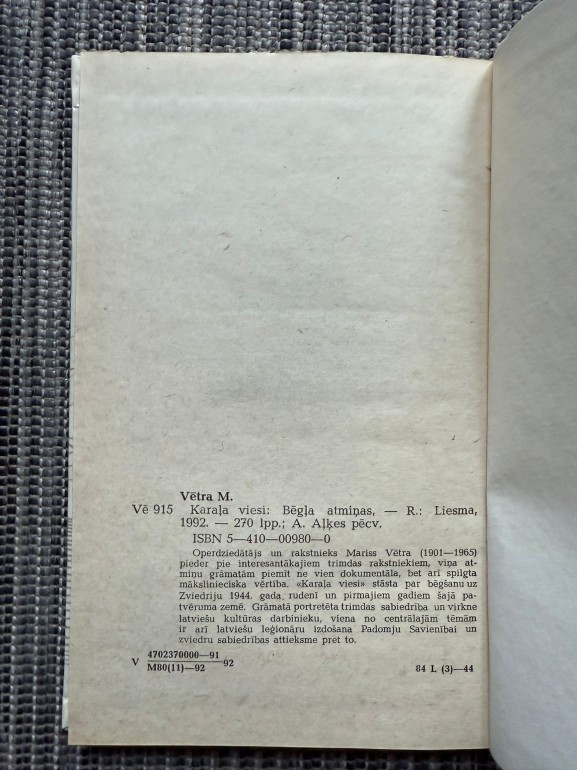 Vētra M.
Vē 915 Karaļa viesi: Bēgļa atmiņas, — R.: Liesma,
1992. — 270 lpp.; A. Aļķes pēcv.
ISBN 5—410—00980—0
Operdziedātājs un rakstnieks Mariss Vētra (1901—1965)
pieder pie interesantākajiem trimdas rakstniekiem, viņa at-
miņu grāmatām piemīt ne vien dokumentāla, bet arī spilgta
mākslinieciska vērtība. «Karaļa viesi» stāsta par bēgšanu uz
Zviedriju 1944. gada rudenī un pirmajiem gadiem šajā pa-
tvēruma zemē. Grāmatā portretēta trimdas sabiedrība un virkne
latviešu kultūras darbinieku, viena no centrālajām tēmām
ir arī latviešu leģionāru izdošana Padomju Savienībai un
zviedru sabiedrības attieksme pret to.
V 4702370000—91
M80(11)—92 92
84 L (3)—44